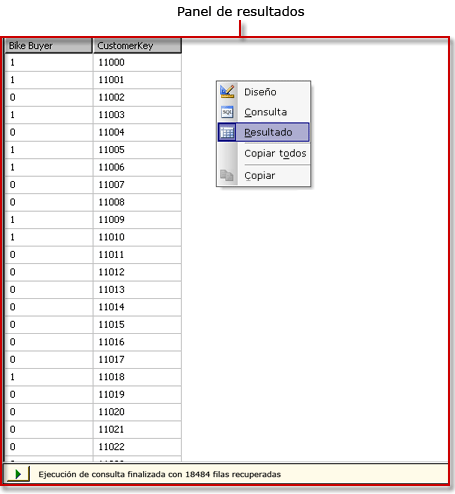 Panel de resultados
Bike Buyer CustomerKey
1 11000
1 11001
0 11002
1 11003
0 11004
1 11005
1 11006
0 11007
0 11008
1 11009
1 11010
0 11011
0 11012
0 11013
0 11014
0 11015
0 11016
0 11017
1 11018
0 11019
0 11020
0 11021
0 11022
Diseño
Consulta
Resultado
Copiar todos
Copiar
Ejecución de consulta finalizada con 18484 filas recuperadas